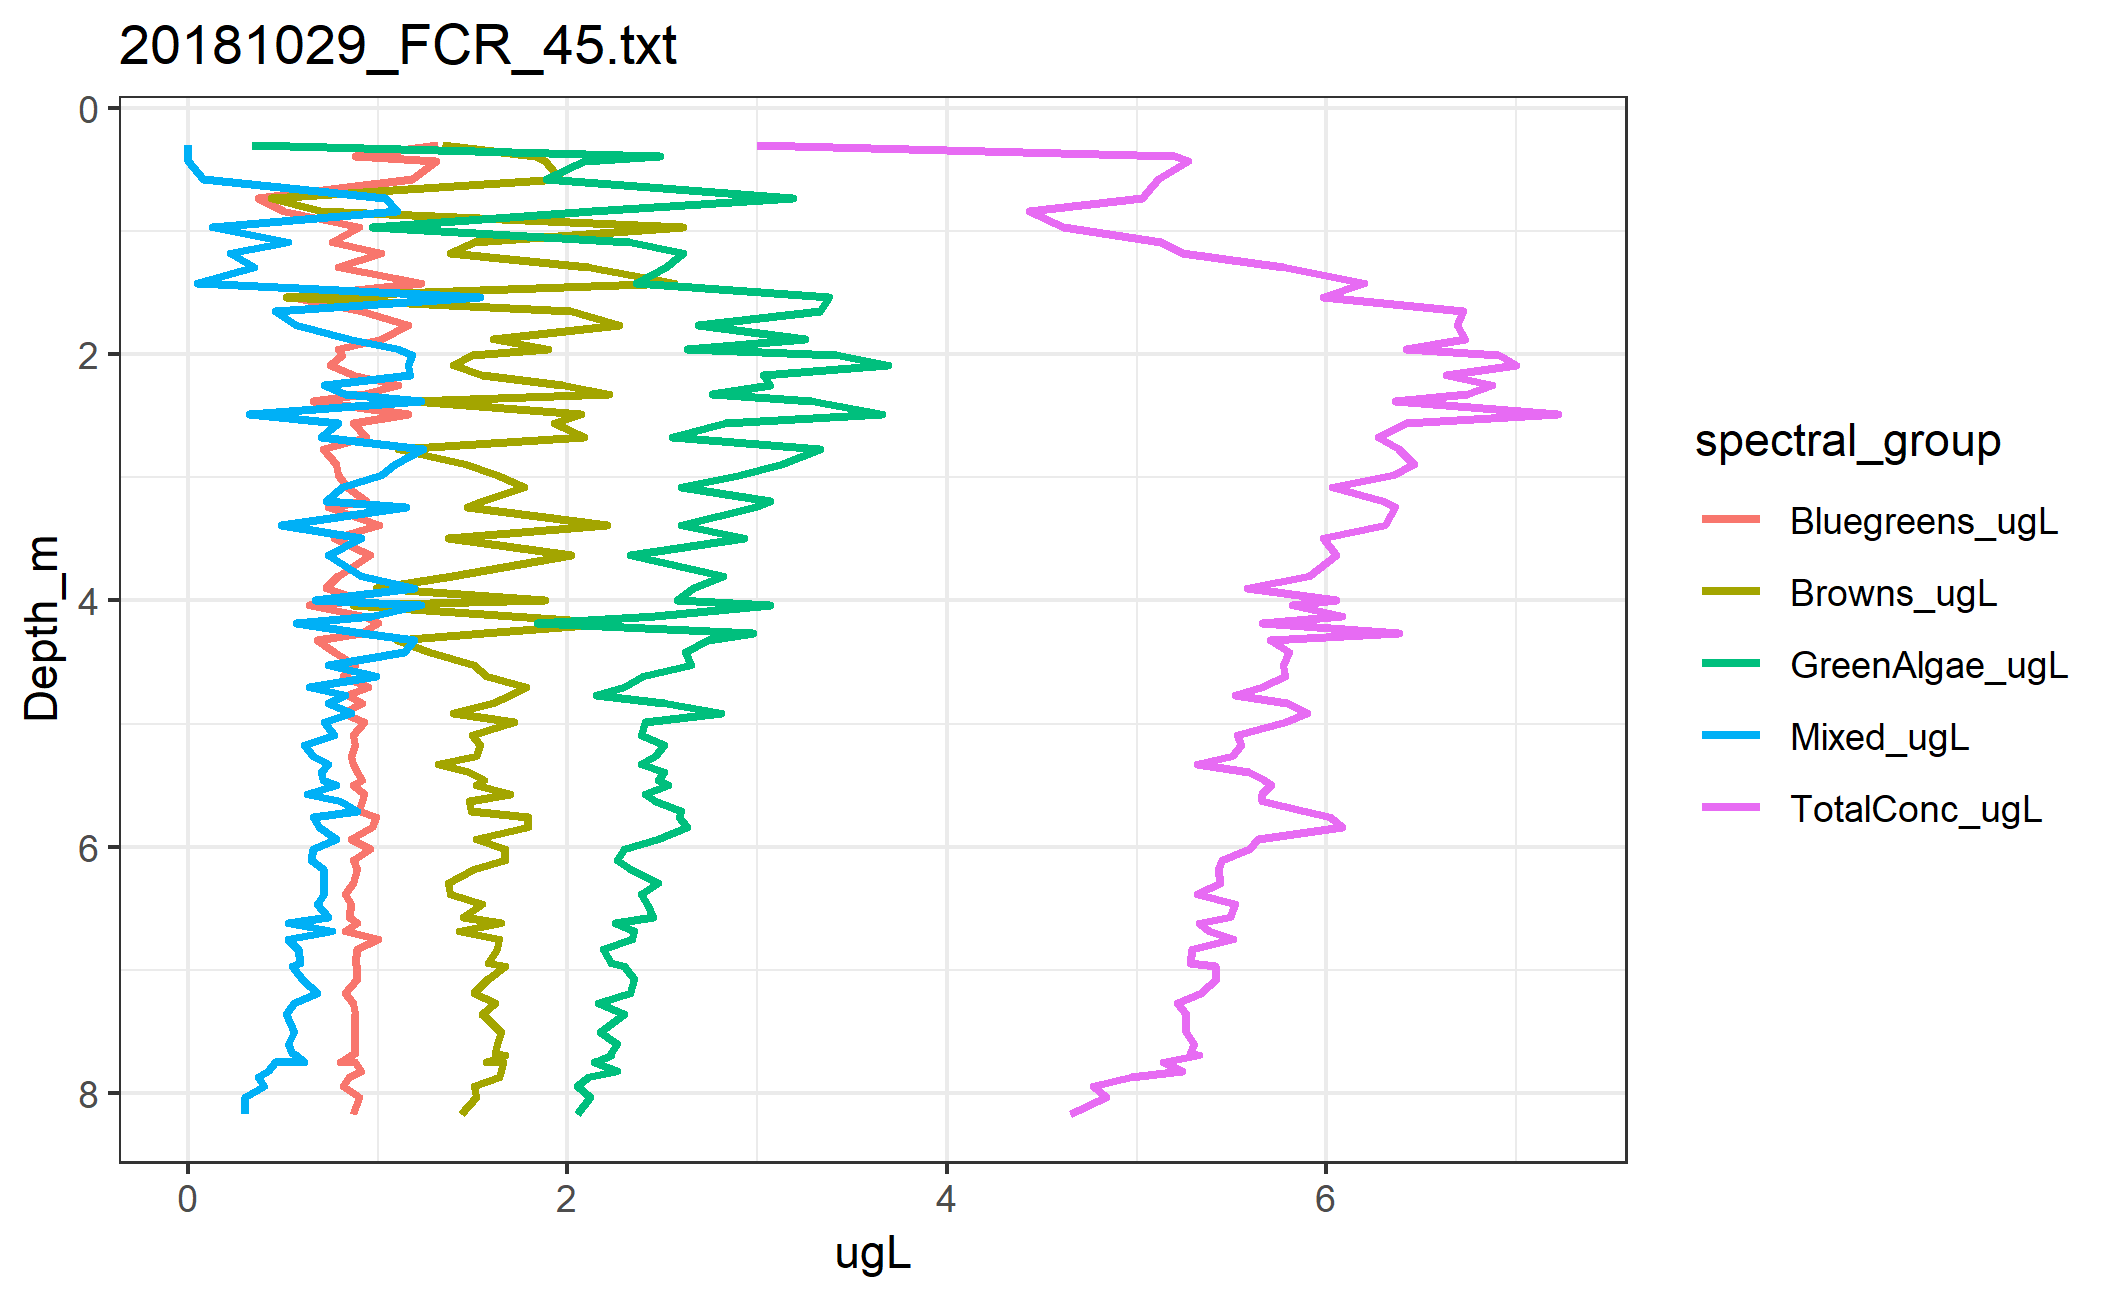 20181029_FCR_45.txt
0
2
4
6
8
Depth_m
0 2 4 6
ugL
spectral_group
Bluegreens_ugL
Browns_ugL
GreenAlgae_ugL
Mixed_ugL
TotalConc_ugL